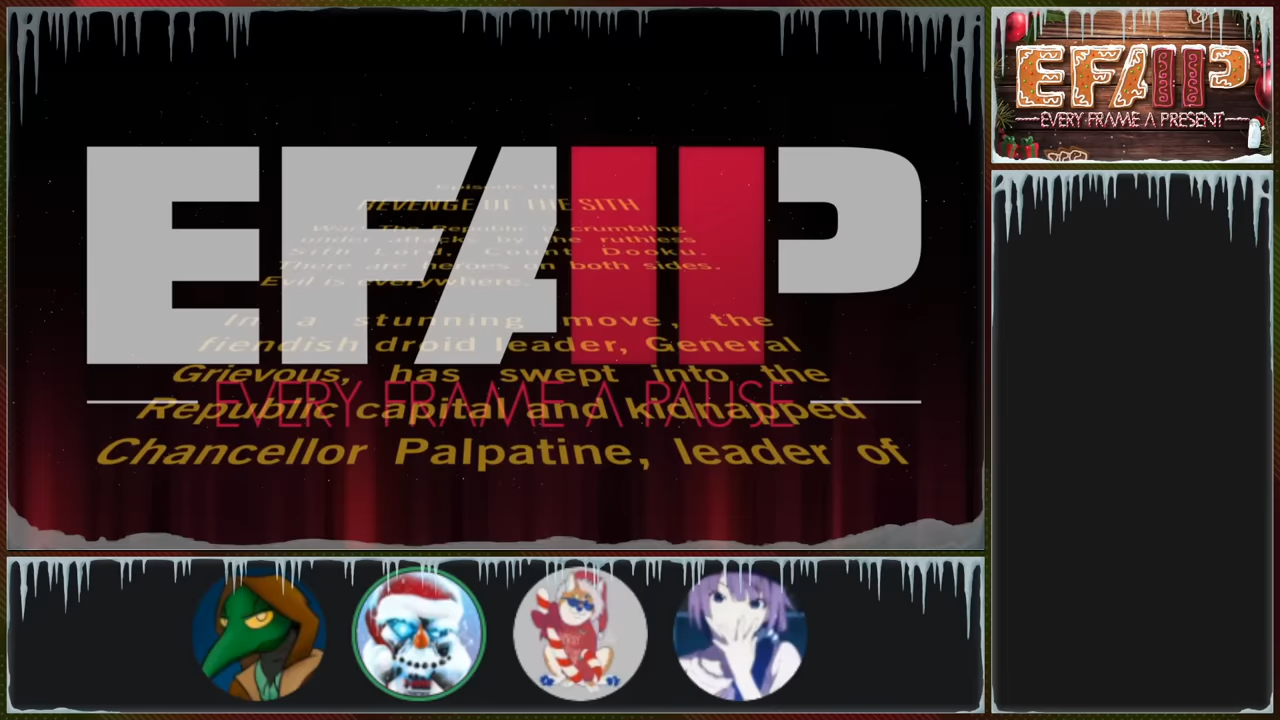 EFAP
Episode III
REVENGE OF THE SITH
War! The Republic is crumbling
under attacks by the ruthless
Sith Lord, Count Dooku.
There are heroes on both sides.
Evil is everywhere.
In a stunning move, the
fiendish droid leader, General
Grievous, has swept into the
Republic capital and kidnapped
EVERY FRAME A PAUSE
Chancellor Palpatine, leader of
EFAP
EVERY FRAME A PRESENT